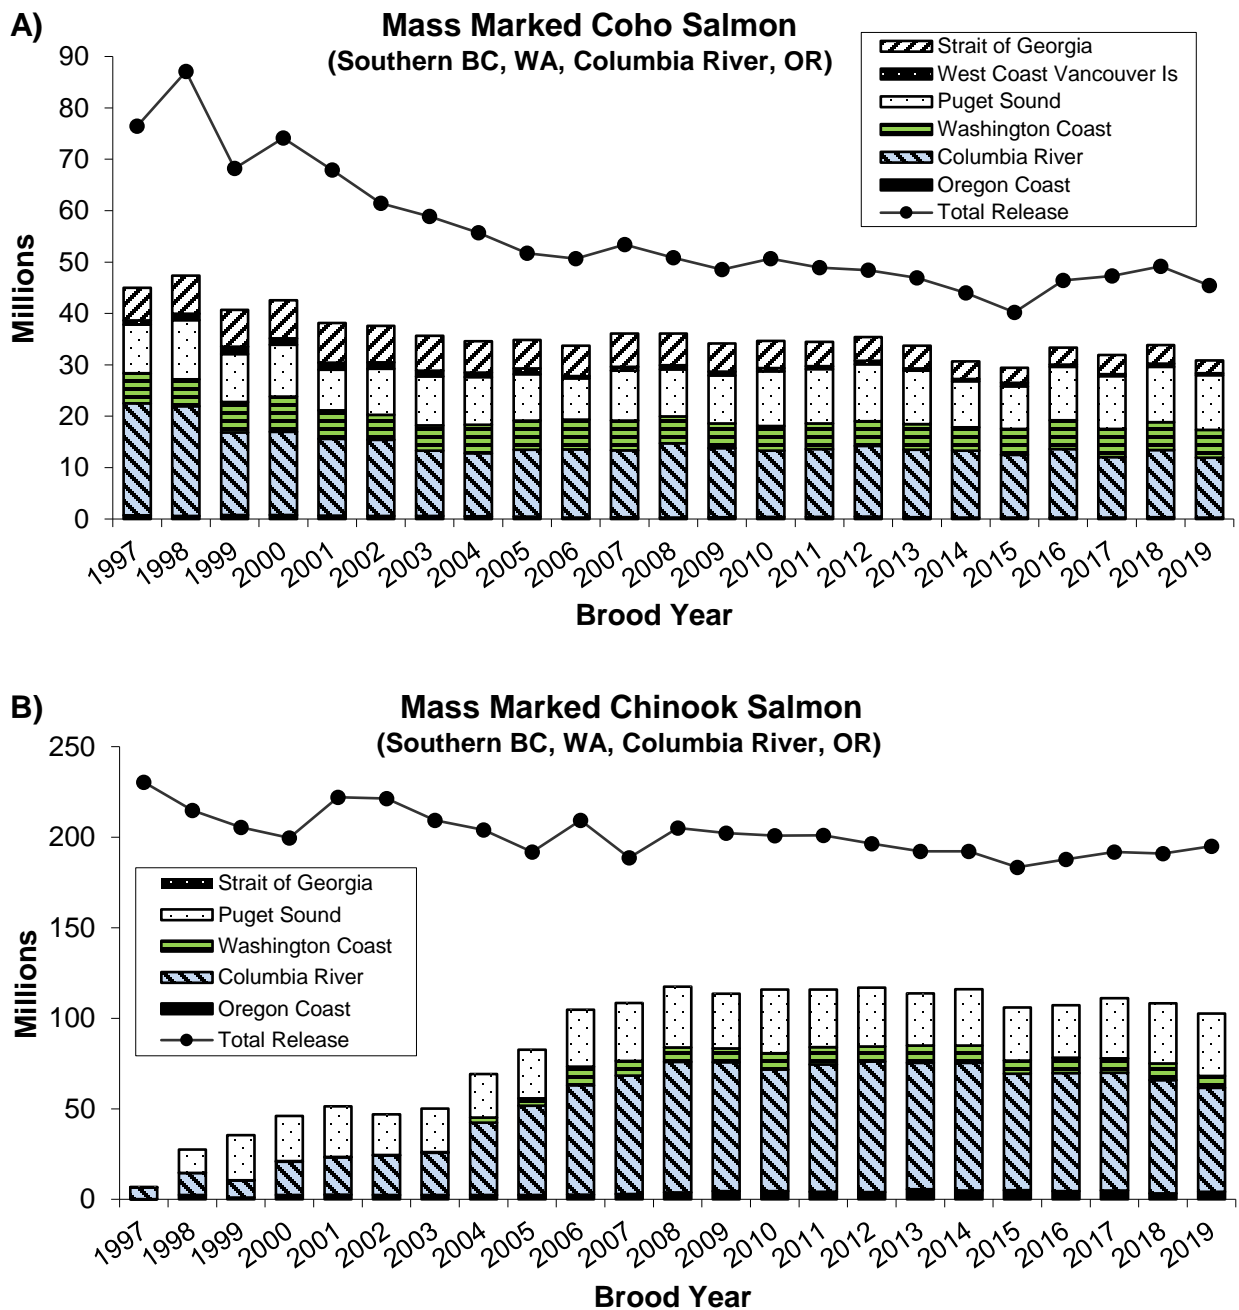 A)
Mass Marked Coho Salmon
(Southern BC, WA, Columbia River, OR)
Strait of Georgia
West Coast Vancouver Is
Puget Sound
Washington Coast
Columbia River
Oregon Coast
Total Release
Millions
90
80
70
60
50
40
30
20
10
0
1997 1998 1999 2000 2001 2002 2003 2004 2005 2006 2007 2008 2009 2010 2011 2012 2013 2014 2015 2016 2017 2018 2019
Brood Year
B)
Mass Marked Chinook Salmon
(Southern BC, WA, Columbia River, OR)
Millions
250
200
150
100
50
0
Strait of Georgia
Puget Sound
Washington Coast
Columbia River
Oregon Coast
Total Release
1997 1998 1999 2000 2001 2002 2003 2004 2005 2006 2007 2008 2009 2010 2011 2012 2013 2014 2015 2016 2017 2018 2019
Brood Year